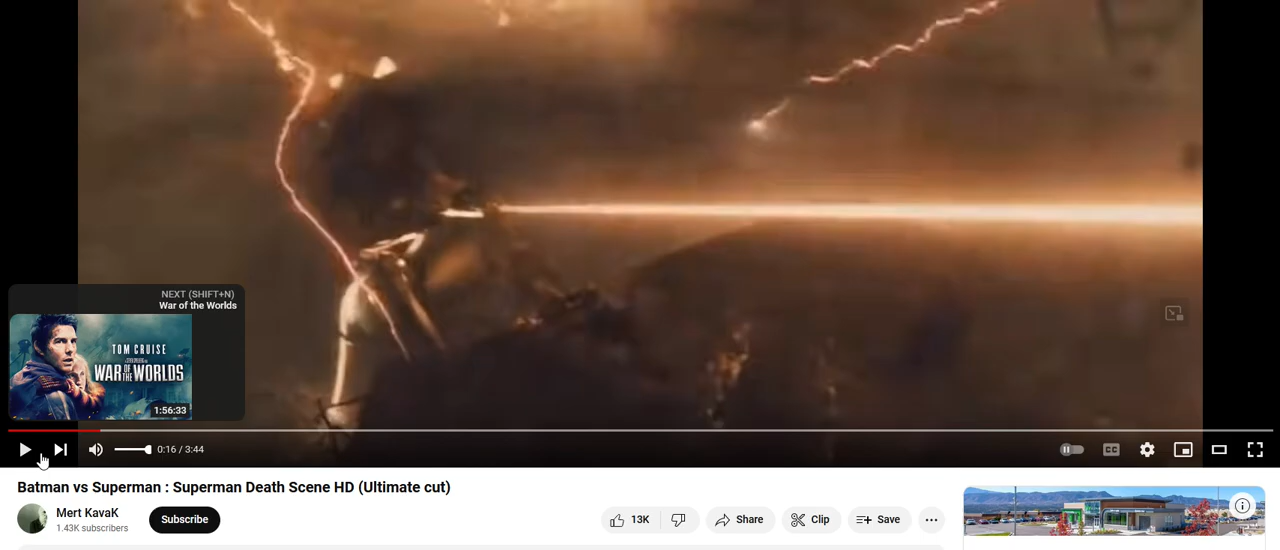 NEXT (SHIFT+N)
War of the Worlds
TOM CRUISE
WAR OF THE WORLDS
1:56:33
0:16 / 3:44
CC
Batman vs Superman : Superman Death Scene HD (Ultimate cut)
Mert KavaK
1.43K subscribers
Subscribe
13K
Share
Clip
Save